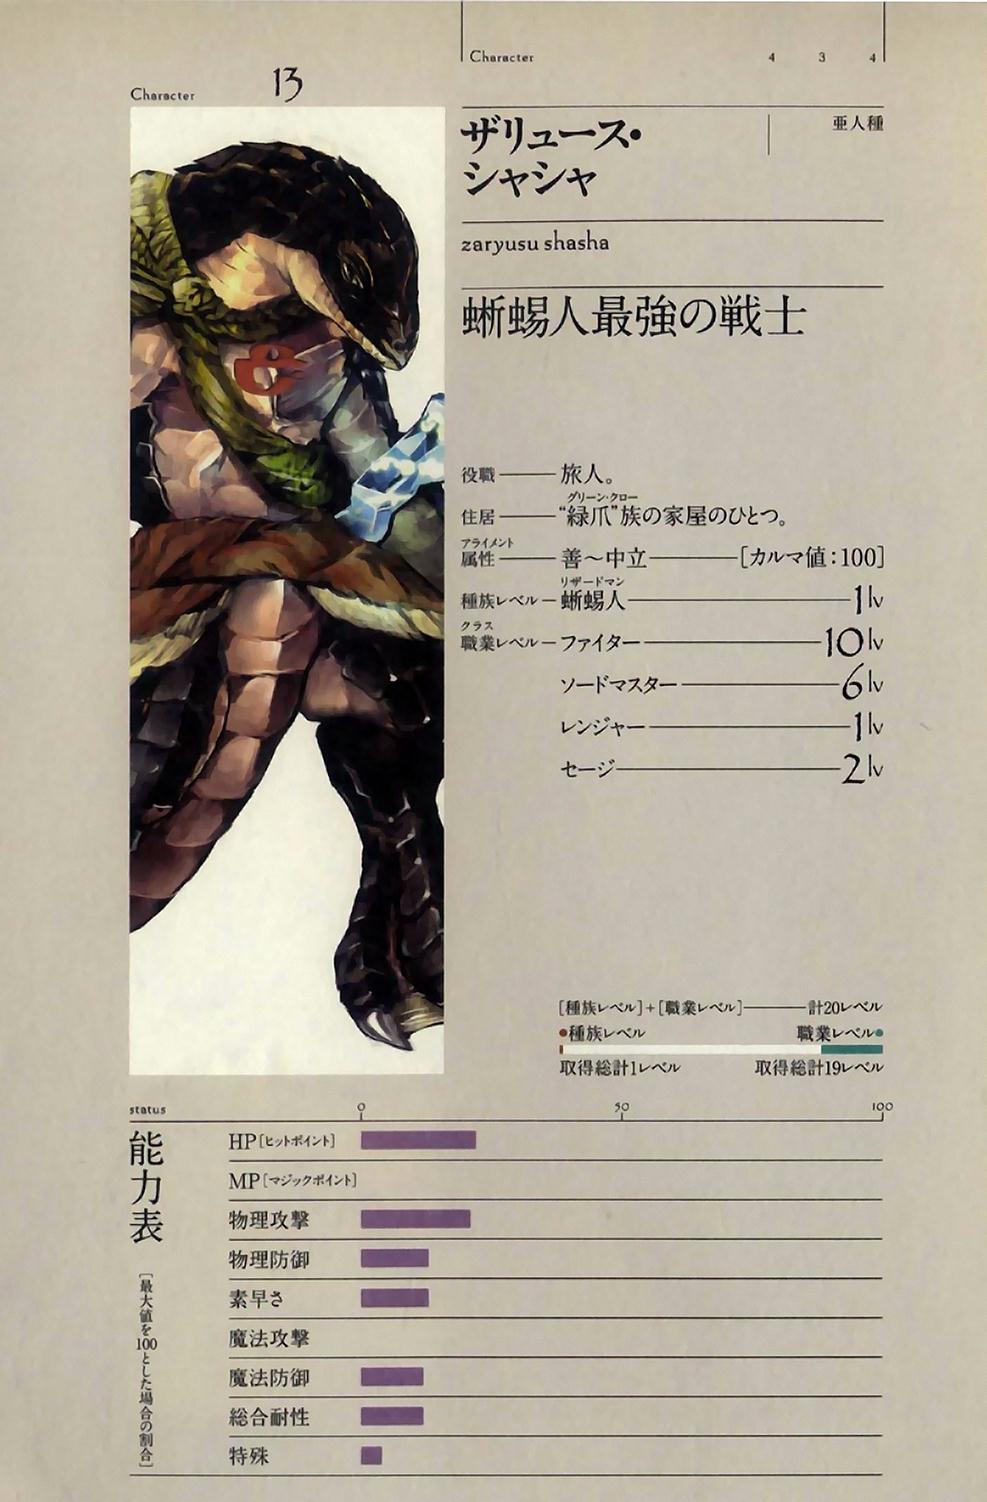 Character 4 3 4
Character 13
ザリュース・
シャシャ
亜人種
zaryusu shasha
蜥蜴人最強の戦士
役職 旅人。
グリーン・クロー
住居 “緑爪”族の家屋のひとつ。
アライメント
属性 善〜中立 [カルマ値:100]
リザードマン
種族レベル 蜥蜴人 1lv
クラス
職業レベル ファイター 10lv
ソードマスター 6lv
レンジャー 1lv
セージ 2lv
[種族レベル]+[職業レベル] 計20レベル
種族レベル 職業レベル
取得総計1レベル 取得総計19レベル
status 0 50 100
能力表
[最大値を100とした場合の割合]
HP[ヒットポイント]
MP[マジックポイント]
物理攻撃
物理防御
素早さ
魔法攻撃
魔法防御
総合耐性
特殊